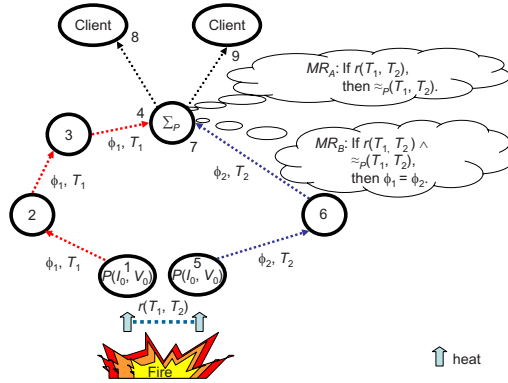 Client
Client
8
9
MR_A: If r(T_1, T_2),
then ≈_P(T_1, T_2).
4
Σ_P
7
3
ϕ_1, T_1
MR_B: If r(T_1, T_2) ∧
≈_P(T_1, T_2),
then ϕ_1 = ϕ_2.
ϕ_2, T_2
ϕ_1, T_1
2
6
ϕ_1, T_1
1
P(I_0, V_0)
5
P(I_0, V_0)
ϕ_2, T_2
r(T_1, T_2)
Fire
heat